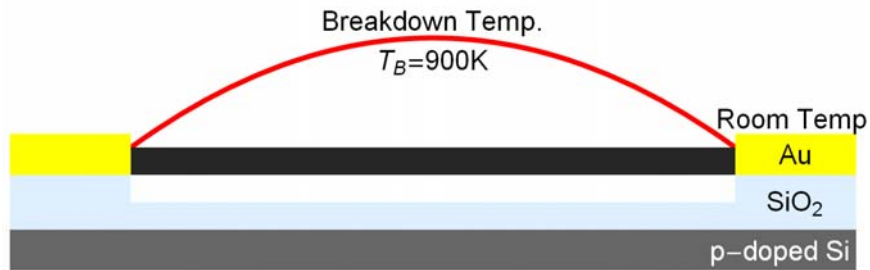 Breakdown Temp.
T_B=900K
Room Temp
Au
SiO₂
p-doped Si